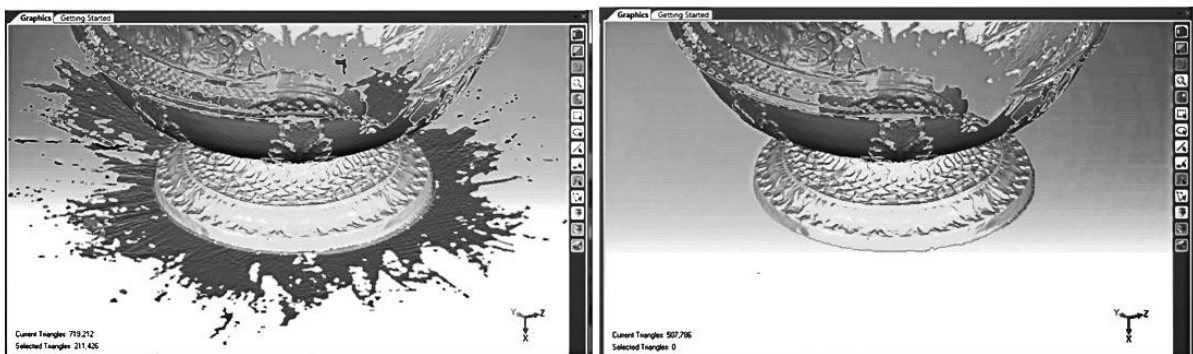 Graphics Getting Started
Y Z
X
Current Triangles: 719,212
Selected Triangles: 211,426
Graphics Getting Started
Y Z
X
Current Triangles: 507,786
Selected Triangles: 0